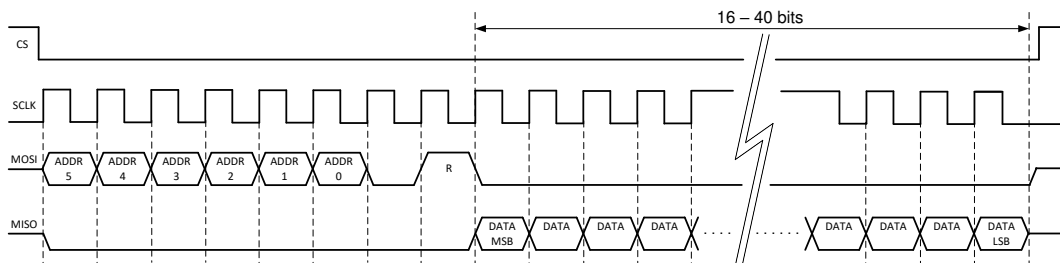 16 – 40 bits
CS
SCLK
MOSI
ADDR 5
ADDR 4
ADDR 3
ADDR 2
ADDR 1
ADDR 0
R
MISO
DATA MSB
DATA
DATA
DATA
DATA
DATA
DATA
DATA LSB